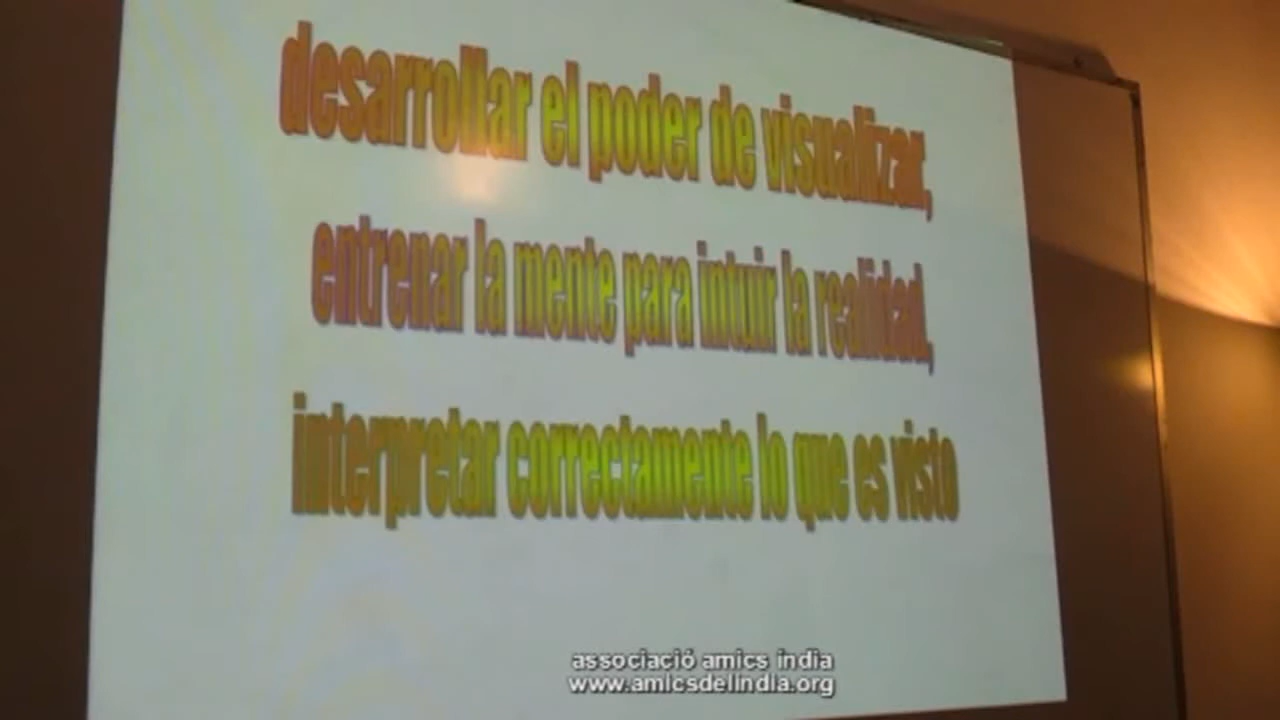 desarrollar el poder de visualizar,
entrenar la mente para intuir la realidad,
interpretar correctamente lo que es visto
associació amics índia
www.amicsdelindia.org